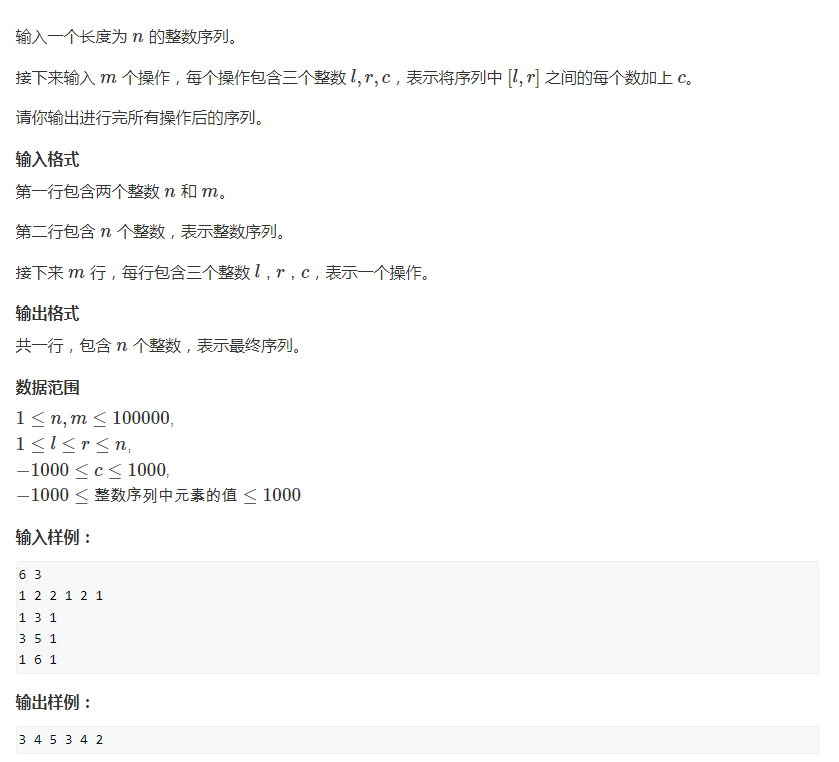 输入一个长度为 n 的整数序列。
接下来输入 m 个操作，每个操作包含三个整数 l, r, c，表示将序列中 [l, r] 之间的每个数加上 c。
请你输出进行完所有操作后的序列。
输入格式
第一行包含两个整数 n 和 m。
第二行包含 n 个整数，表示整数序列。
接下来 m 行，每行包含三个整数 l，r，c，表示一个操作。
输出格式
共一行，包含 n 个整数，表示最终序列。
数据范围
1 ≤ n, m ≤ 100000,
1 ≤ l ≤ r ≤ n,
−1000 ≤ c ≤ 1000,
−1000 ≤ 整数序列中元素的值 ≤ 1000
输入样例：
6 3
1 2 2 1 2 1
1 3 1
3 5 1
1 6 1
输出样例：
3 4 5 3 4 2